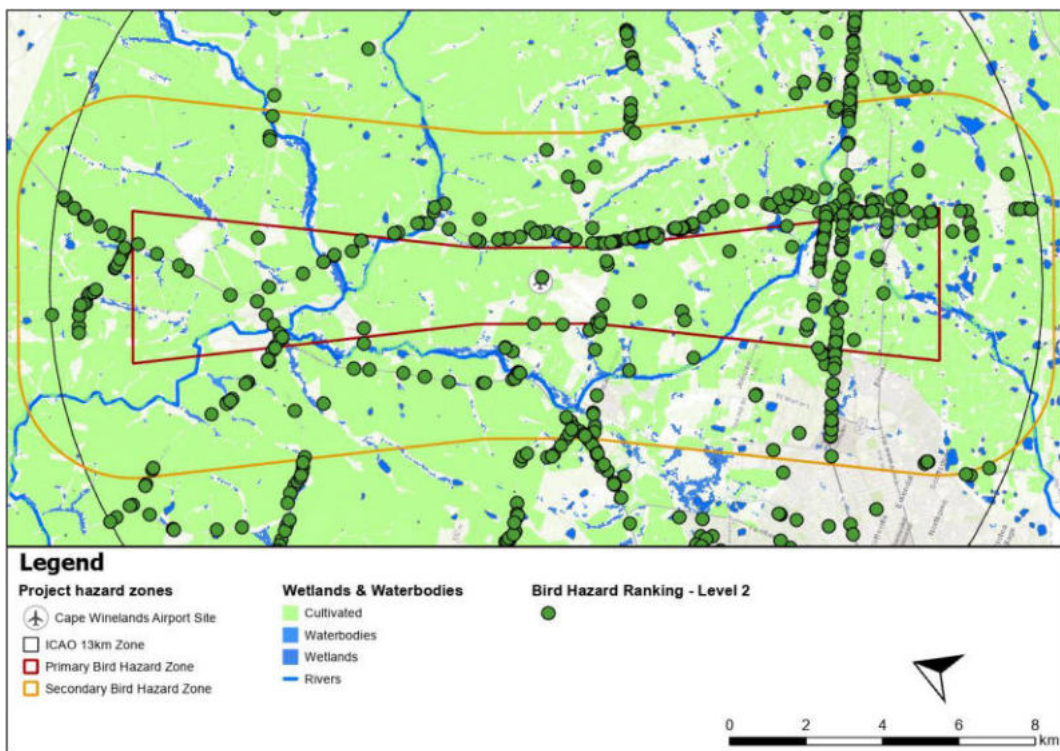 Legend
Project hazard zones
Cape Winelands Airport Site
ICAO 13km Zone
Primary Bird Hazard Zone
Secondary Bird Hazard Zone
Wetlands & Waterbodies
Cultivated
Waterbodies
Wetlands
Rivers
Bird Hazard Ranking - Level 2
0 2 4 6 8
km